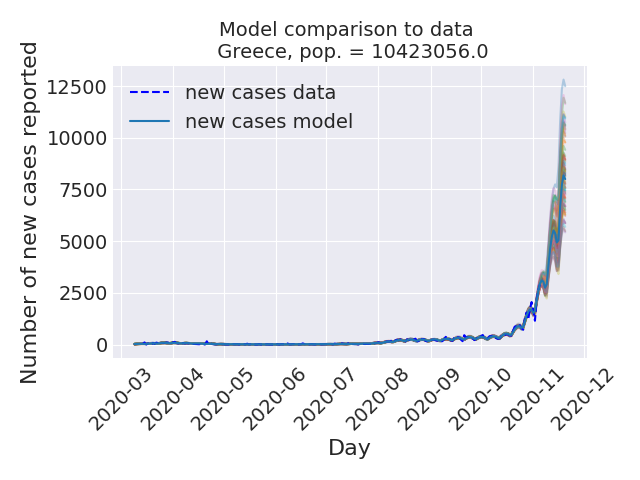 Model comparison to data
Greece, pop. = 10423056.0
Number of new cases reported
12500
10000
7500
5000
2500
0
new cases data
new cases model
2020-03
2020-04
2020-05
2020-06
2020-07
2020-08
2020-09
2020-10
2020-11
2020-12
Day